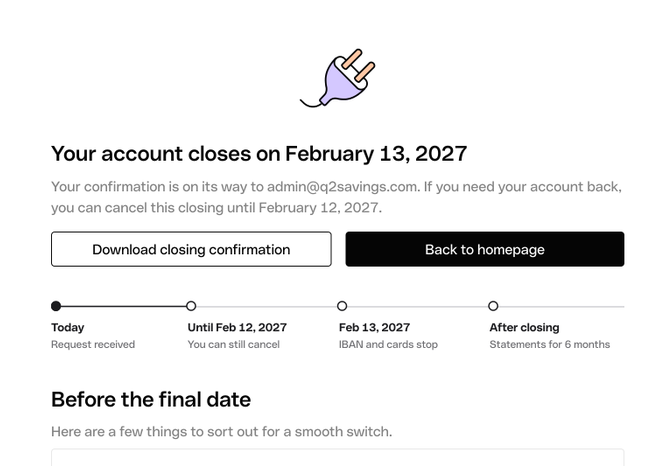 Your account closes on February 13, 2027
Your confirmation is on its way to admin@q2savings.com. If you need your account back,
you can cancel this closing until February 12, 2027.
Download closing confirmation
Back to homepage
Today
Request received
Until Feb 12, 2027
You can still cancel
Feb 13, 2027
IBAN and cards stop
After closing
Statements for 6 months
Before the final date
Here are a few things to sort out for a smooth switch.